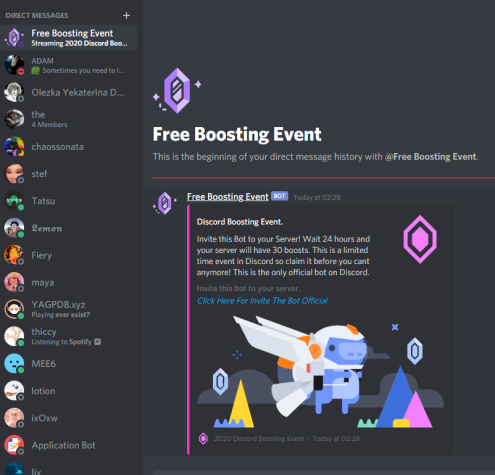 DIRECT MESSAGES +
Free Boosting Event
Streaming 2020 Discord Boo...
ADAM
Sometimes you need to l...
Olezka Yekaterina D...
the
4 Members
chaossonata
stef
Tatsu
𝕷𝖊𝖒𝖔𝖓
Fiery
maya
YAGPDB.xyz
Playing ever exist?
thiccy
Listening to Spotify
MEE6
lotion
ixOxw
Application Bot
liv
Free Boosting Event
This is the beginning of your direct message history with @Free Boosting Event.
Free Boosting Event BOT Today at 02:28
Discord Boosting Event.
Invite this Bot to your Server! Wait 24 hours and
your server will have 30 boosts. This is a limited
time event in Discord so claim it before you cant
anymore! This is the only official bot on Discord.
Invite this bot to your server.
Click Here For Invite The Bot Official
2020 Discord Boosting Event • Today at 02:28